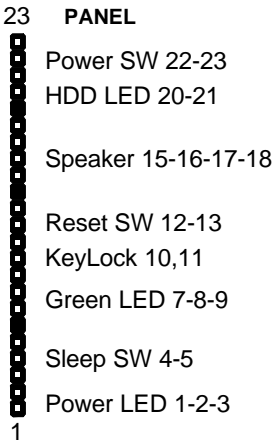 23 PANEL
Power SW 22-23
HDD LED 20-21
Speaker 15-16-17-18
Reset SW 12-13
KeyLock 10,11
Green LED 7-8-9
Sleep SW 4-5
Power LED 1-2-3
1